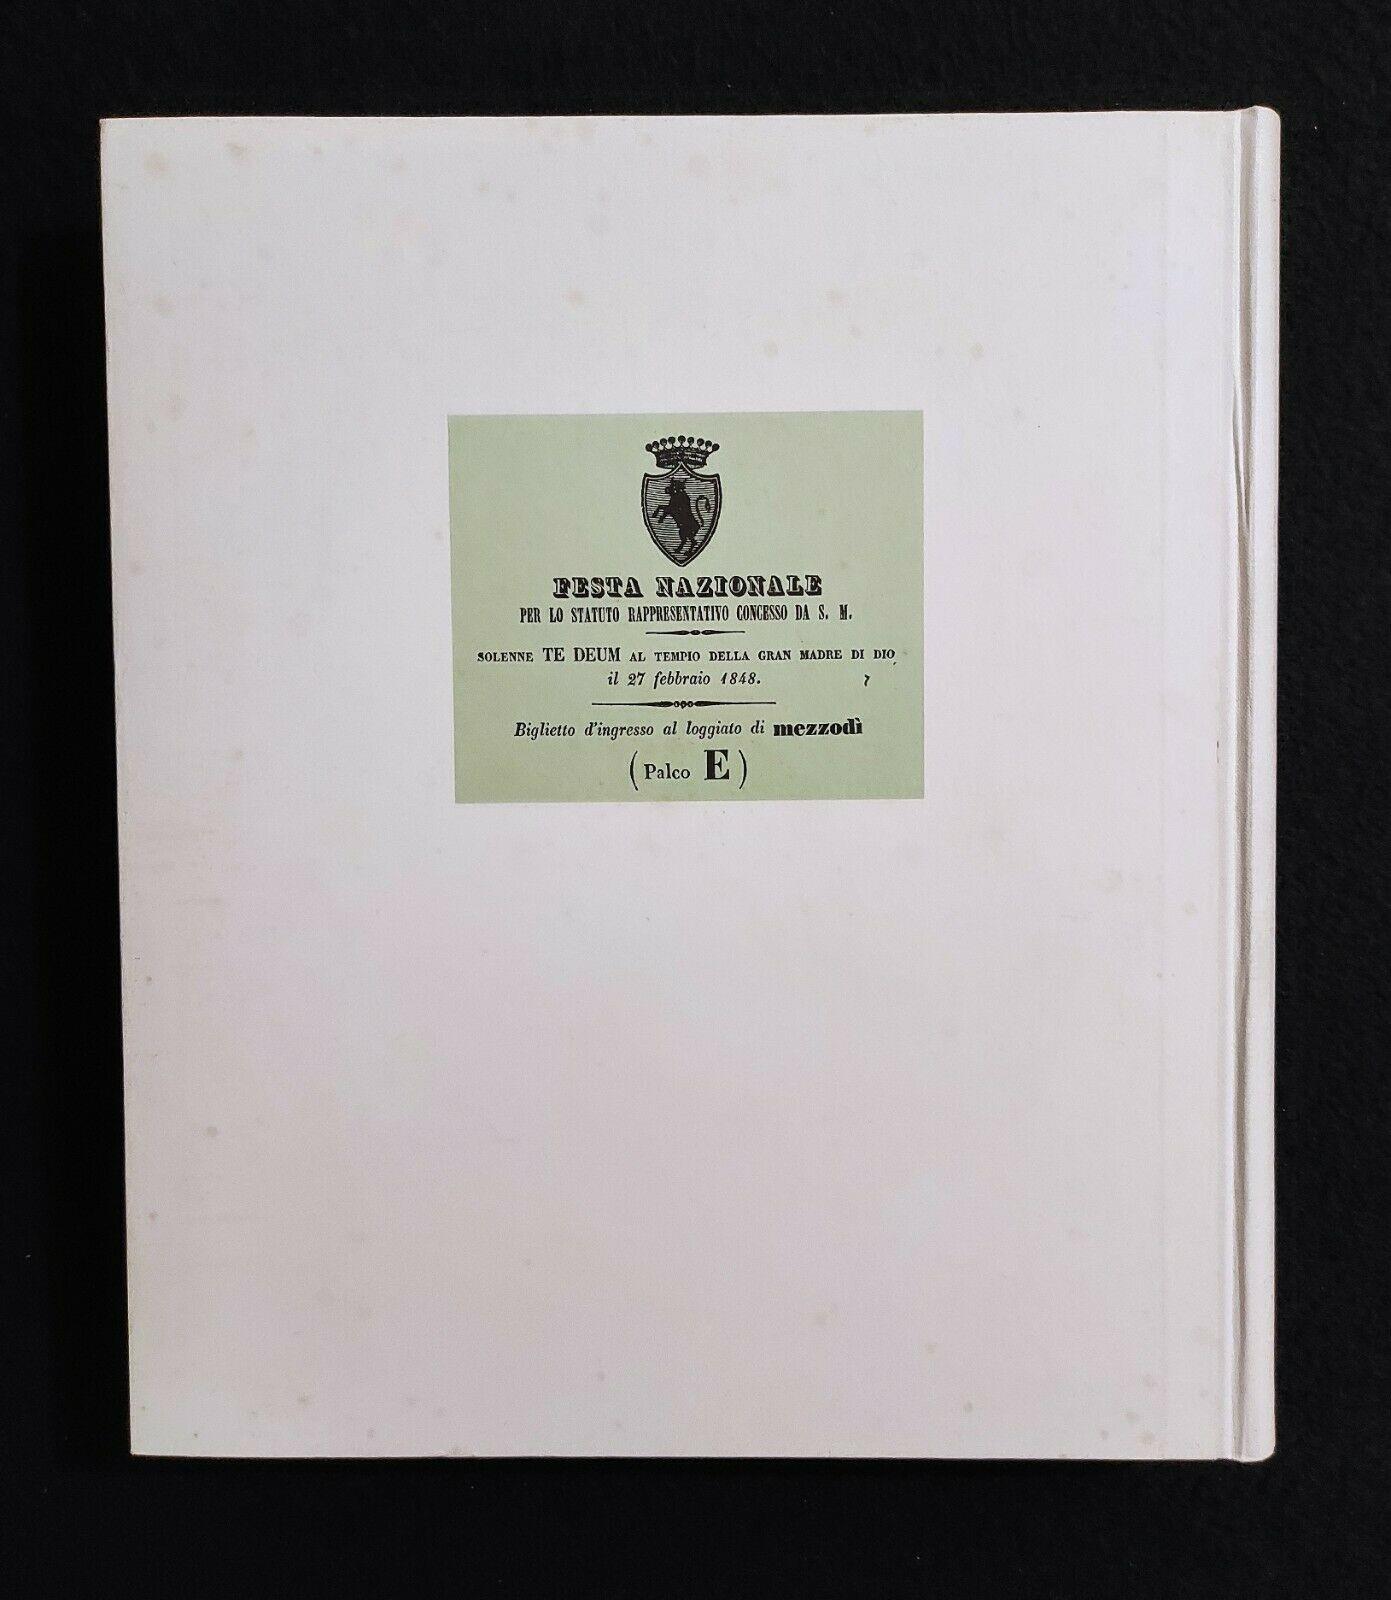 FESTA NAZIONALE
PER LO STATUTO RAPPRESENTATIVO CONCESSO DA S. M.
SOLENNE TE DEUM AL TEMPIO DELLA GRAN MADRE DI DIO
il 27 febbraio 1848.
Biglietto d'ingresso al loggiato di mezzodì
(Palco E)